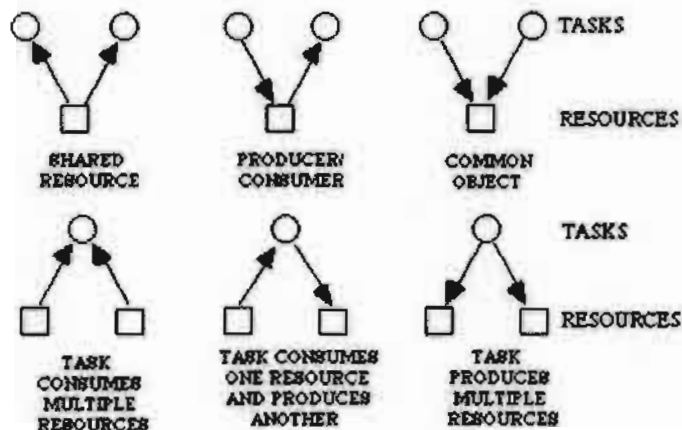 TASKS
RESOURCES
SHARED
RESOURCE
PRODUCER/
CONSUMER
COMMON
OBJECT
TASKS
RESOURCES
TASK
CONSUMES
MULTIPLE
RESOURCES
TASK CONSUMES
ONE RESOURCE
AND PRODUCES
ANOTHER
TASK
PRODUCES
MULTIPLE
RESOURCES